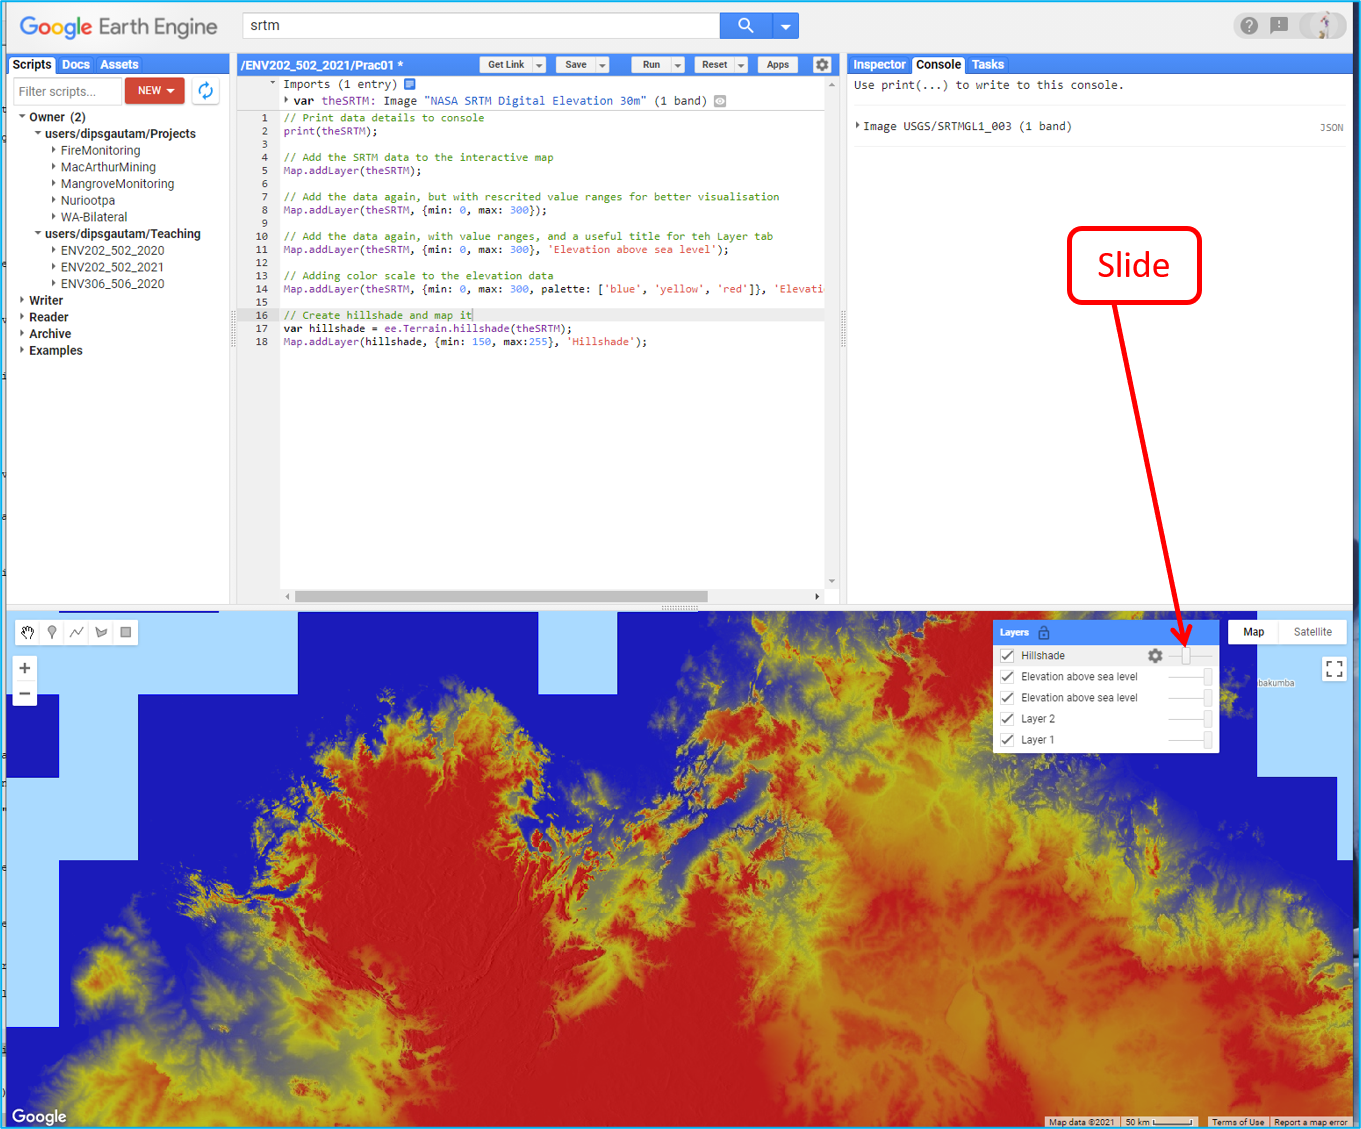 Google Earth Engine
srtm
Scripts Docs Assets
Filter scripts...
NEW
Owner (2)
users/dipsgautam/Projects
FireMonitoring
MacArthurMining
MangroveMonitoring
Nuriootpa
WA-Bilateral
users/dipsgautam/Teaching
ENV202_502_2020
ENV202_502_2021
ENV306_506_2020
Writer
Reader
Archive
Examples
/ENV202_502_2021/Prac01 *
Get Link Save Run Reset Apps
Imports (1 entry)
var theSRTM: Image "NASA SRTM Digital Elevation 30m" (1 band)
1 // Print data details to console
2 print(theSRTM);
3
4 // Add the SRTM data to the interactive map
5 Map.addLayer(theSRTM);
6
7 // Add the data again, but with rescrited value ranges for better visualisation
8 Map.addLayer(theSRTM, {min: 0, max: 300});
9
10 // Add the data again, with value ranges, and a useful title for teh Layer tab
11 Map.addLayer(theSRTM, {min: 0, max: 300}, 'Elevation above sea level');
12
13 // Adding color scale to the elevation data
14 Map.addLayer(theSRTM, {min: 0, max: 300, palette: ['blue', 'yellow', 'red']}, 'Elevati
15
16 // Create hillshade and map it
17 var hillshade = ee.Terrain.hillshade(theSRTM);
18 Map.addLayer(hillshade, {min: 150, max:255}, 'Hillshade');
Inspector Console Tasks
Use print(...) to write to this console.
Image USGS/SRTMGL1_003 (1 band)
JSON
Slide
Layers
Hillshade
Elevation above sea level
Elevation above sea level
Layer 2
Layer 1
Map Satellite
bakumba
Google
Map data ©2021 50 km Terms of Use Report a map error